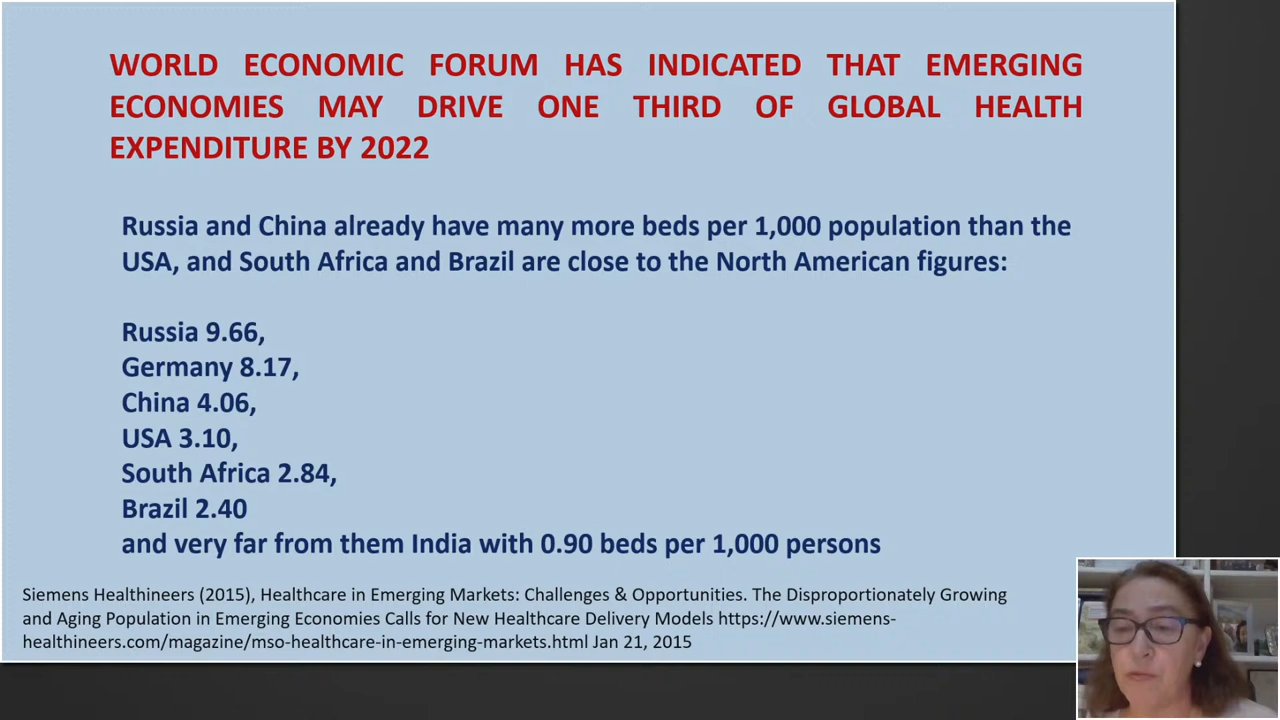 WORLD ECONOMIC FORUM HAS INDICATED THAT EMERGING
ECONOMIES MAY DRIVE ONE THIRD OF GLOBAL HEALTH
EXPENDITURE BY 2022
Russia and China already have many more beds per 1,000 population than the
USA, and South Africa and Brazil are close to the North American figures:
Russia 9.66,
Germany 8.17,
China 4.06,
USA 3.10,
South Africa 2.84,
Brazil 2.40
and very far from them India with 0.90 beds per 1,000 persons
Siemens Healthineers (2015), Healthcare in Emerging Markets: Challenges & Opportunities. The Disproportionately Growing
and Aging Population in Emerging Economies Calls for New Healthcare Delivery Models https://www.siemens-
healthineers.com/magazine/mso-healthcare-in-emerging-markets.html Jan 21, 2015